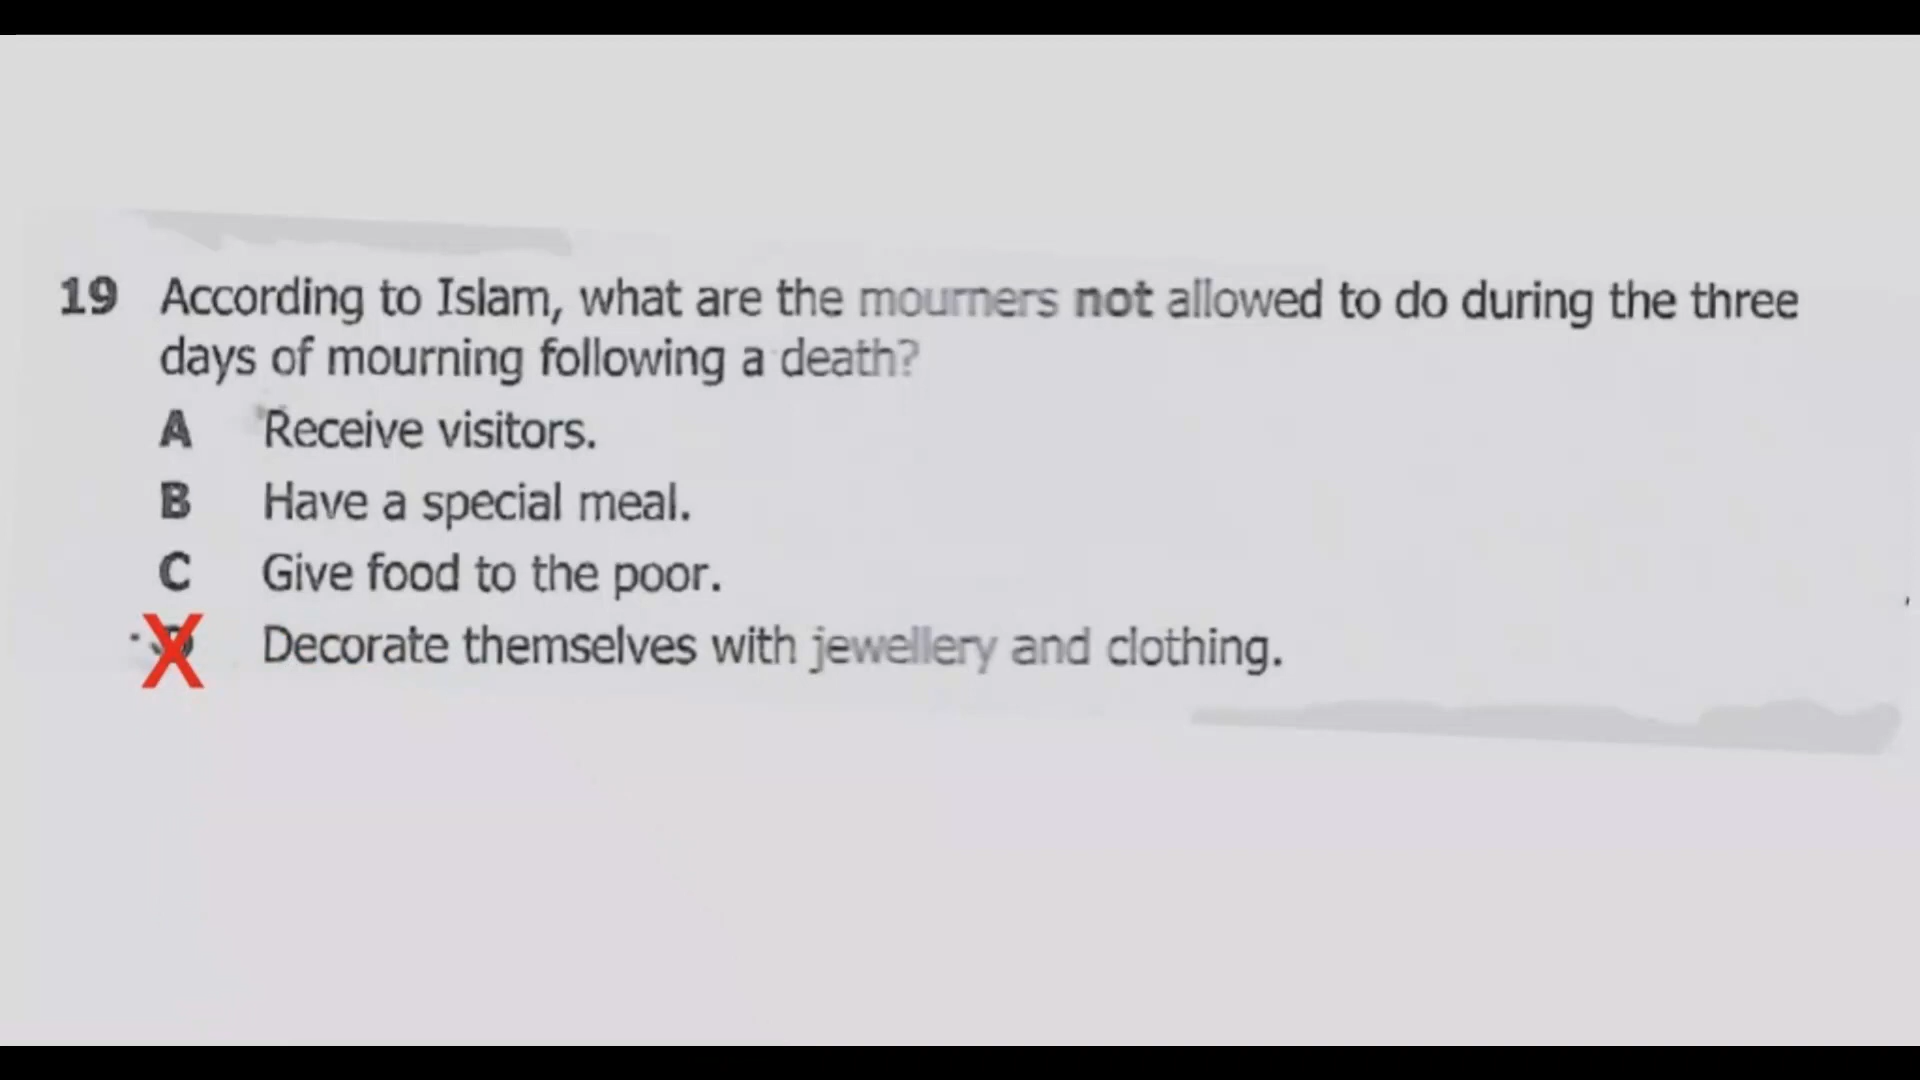 19 According to Islam, what are the mourners not allowed to do during the three
days of mourning following a death?
A Receive visitors.
B Have a special meal.
C Give food to the poor.
X Decorate themselves with jewellery and clothing.